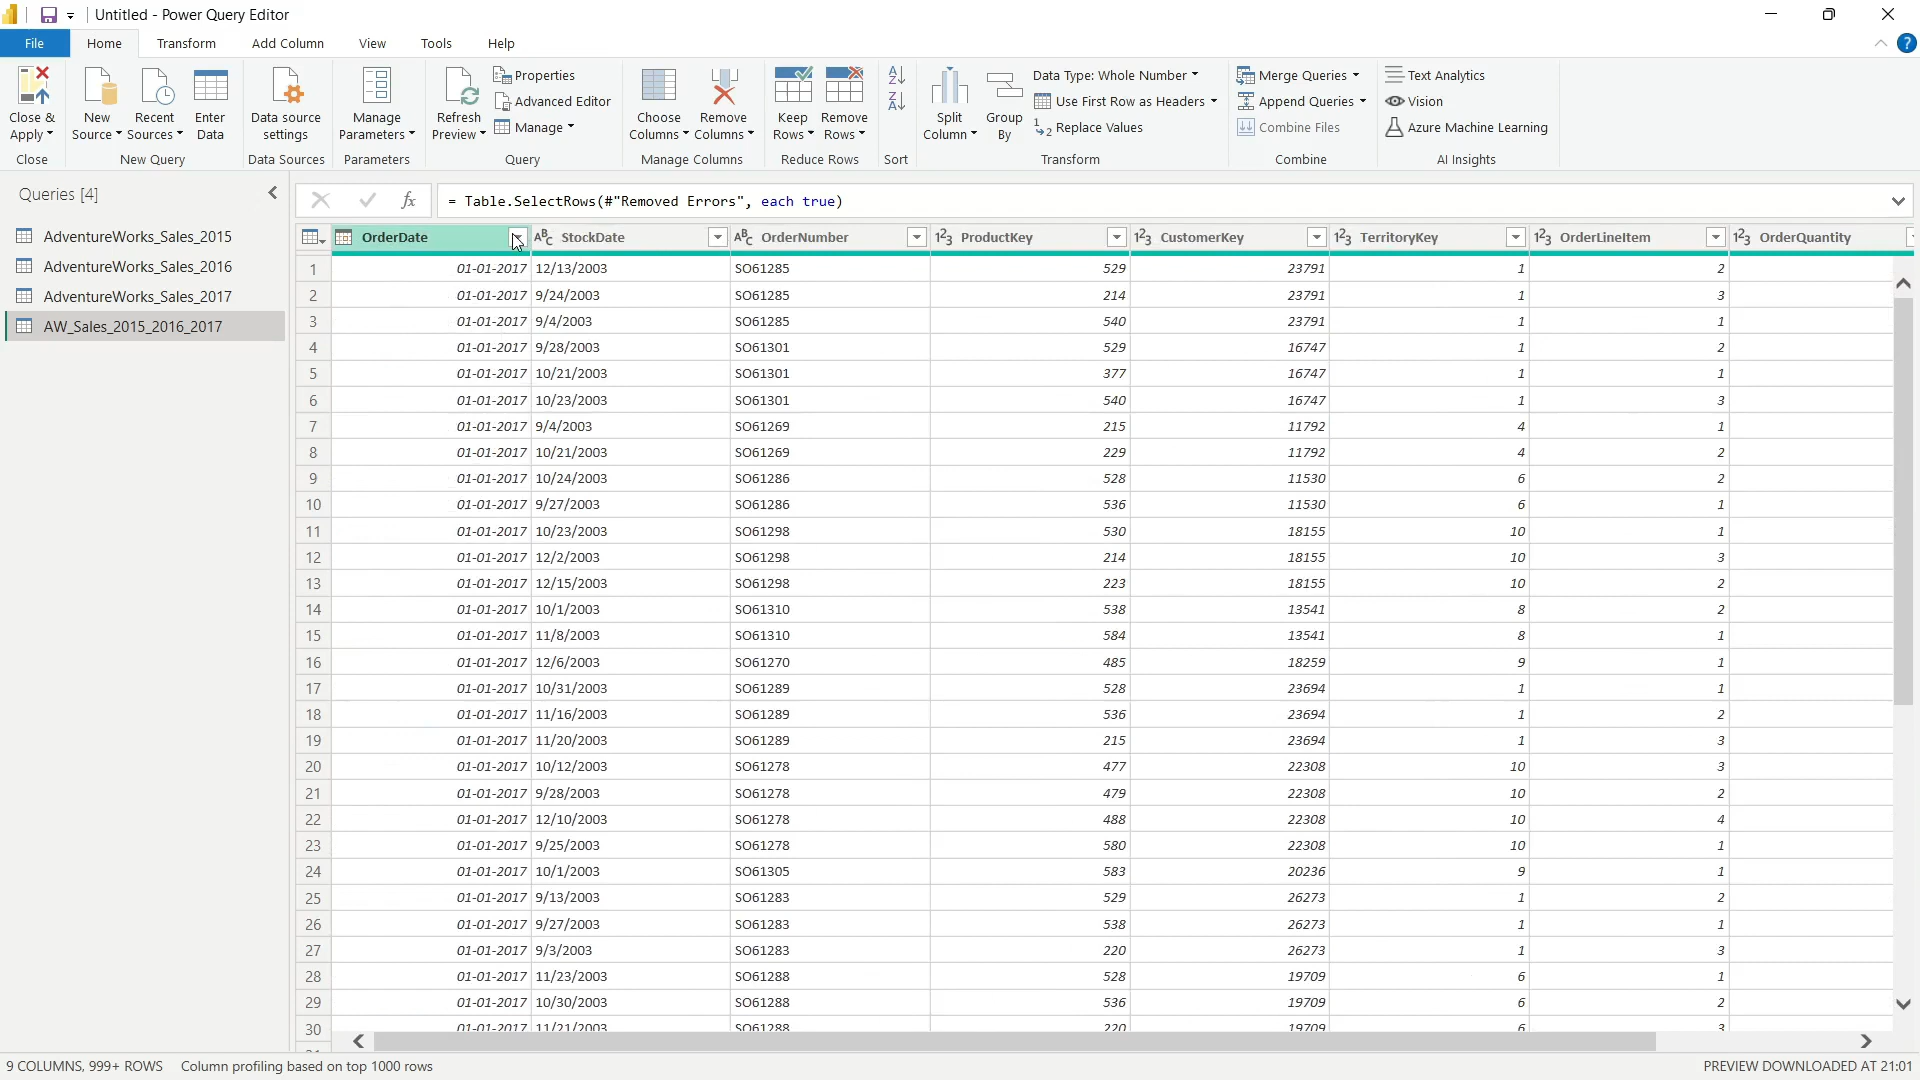 Untitled - Power Query Editor
File Home Transform Add Column View Tools Help
Close & Apply
Close
New Source
Recent Sources
Enter Data
New Query
Data source settings
Data Sources
Manage Parameters
Parameters
Refresh Preview
Properties
Advanced Editor
Manage
Query
Choose Columns
Remove Columns
Manage Columns
Keep Rows
Remove Rows
Reduce Rows
Sort
Split Column
Group By
Data Type: Whole Number
Use First Row as Headers
Replace Values
Transform
Merge Queries
Append Queries
Combine Files
Combine
Text Analytics
Vision
Azure Machine Learning
AI Insights
Queries [4]
AdventureWorks_Sales_2015
AdventureWorks_Sales_2016
AdventureWorks_Sales_2017
AW_Sales_2015_2016_2017
fx = Table.SelectRows(#"Removed Errors", each true)
OrderDate StockDate OrderNumber ProductKey CustomerKey TerritoryKey OrderLineItem OrderQuantity
1 01-01-2017 12/13/2003 SO61285 529 23791 1 2
2 01-01-2017 9/24/2003 SO61285 214 23791 1 3
3 01-01-2017 9/4/2003 SO61285 540 23791 1 1
4 01-01-2017 9/28/2003 SO61301 529 16747 1 2
5 01-01-2017 10/21/2003 SO61301 377 16747 1 1
6 01-01-2017 10/23/2003 SO61301 540 16747 1 3
7 01-01-2017 9/4/2003 SO61269 215 11792 4 1
8 01-01-2017 10/21/2003 SO61269 229 11792 4 2
9 01-01-2017 10/24/2003 SO61286 528 11530 6 2
10 01-01-2017 9/27/2003 SO61286 536 11530 6 1
11 01-01-2017 10/23/2003 SO61298 530 18155 10 1
12 01-01-2017 12/2/2003 SO61298 214 18155 10 3
13 01-01-2017 12/15/2003 SO61298 223 18155 10 2
14 01-01-2017 10/1/2003 SO61310 538 13541 8 2
15 01-01-2017 11/8/2003 SO61310 584 13541 8 1
16 01-01-2017 12/6/2003 SO61270 485 18259 9 1
17 01-01-2017 10/31/2003 SO61289 528 23694 1 1
18 01-01-2017 11/16/2003 SO61289 536 23694 1 2
19 01-01-2017 11/20/2003 SO61289 215 23694 1 3
20 01-01-2017 10/12/2003 SO61278 477 22308 10 3
21 01-01-2017 9/28/2003 SO61278 479 22308 10 2
22 01-01-2017 12/10/2003 SO61278 488 22308 10 4
23 01-01-2017 9/25/2003 SO61278 580 22308 10 1
24 01-01-2017 10/1/2003 SO61305 583 20236 9 1
25 01-01-2017 9/13/2003 SO61283 529 26273 1 2
26 01-01-2017 9/27/2003 SO61283 538 26273 1 1
27 01-01-2017 9/3/2003 SO61283 220 26273 1 3
28 01-01-2017 11/23/2003 SO61288 528 19709 6 1
29 01-01-2017 10/30/2003 SO61288 536 19709 6 2
30 01-01-2017 11/21/2003 SO61288 220 19709 6 3
9 COLUMNS, 999+ ROWS Column profiling based on top 1000 rows PREVIEW DOWNLOADED AT 21:01